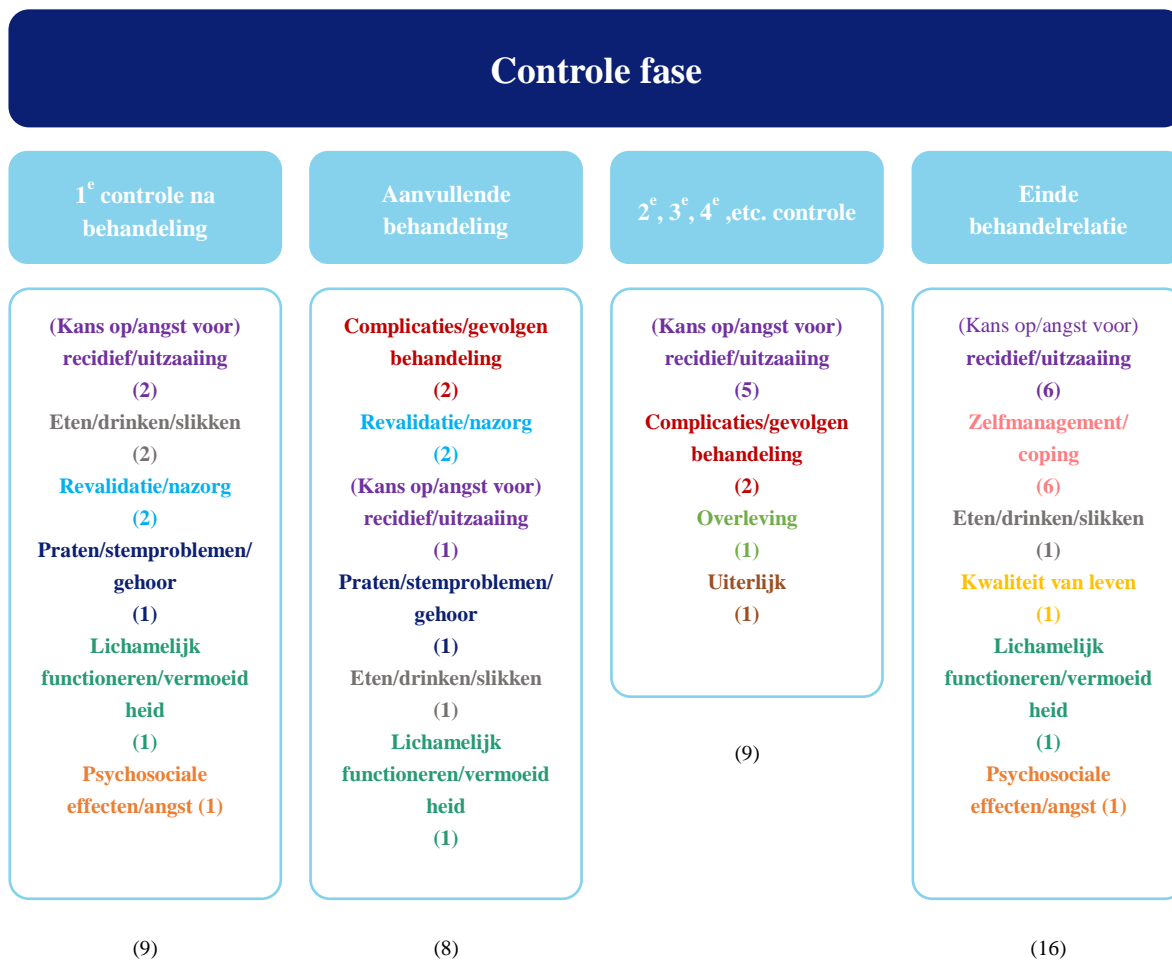 Controle fase
1e controle na
behandeling
Aanvullende
behandeling
2e, 3e, 4e ,etc. controle
Einde
behandelrelatie
(Kans op/angst voor)
recidief/uitzaaiing
(2)
Eten/drinken/slikken
(2)
Revalidatie/nazorg
(2)
Praten/stemproblemen/
gehoor
(1)
Lichamelijk
functioneren/vermoeid
heid
(1)
Psychosociale
effecten/angst (1)
(9)
Complicaties/gevolgen
behandeling
(2)
Revalidatie/nazorg
(2)
(Kans op/angst voor)
recidief/uitzaaiing
(1)
Praten/stemproblemen/
gehoor
(1)
Eten/drinken/slikken
(1)
Lichamelijk
functioneren/vermoeid
heid
(1)
(8)
(Kans op/angst voor)
recidief/uitzaaiing
(5)
Complicaties/gevolgen
behandeling
(2)
Overleving
(1)
Uiterlijk
(1)
(9)
(Kans op/angst voor)
recidief/uitzaaiing
(6)
Zelfmanagement/
coping
(6)
Eten/drinken/slikken
(1)
Kwaliteit van leven
(1)
Lichamelijk
functioneren/vermoeid
heid
(1)
Psychosociale
effecten/angst (1)
(16)